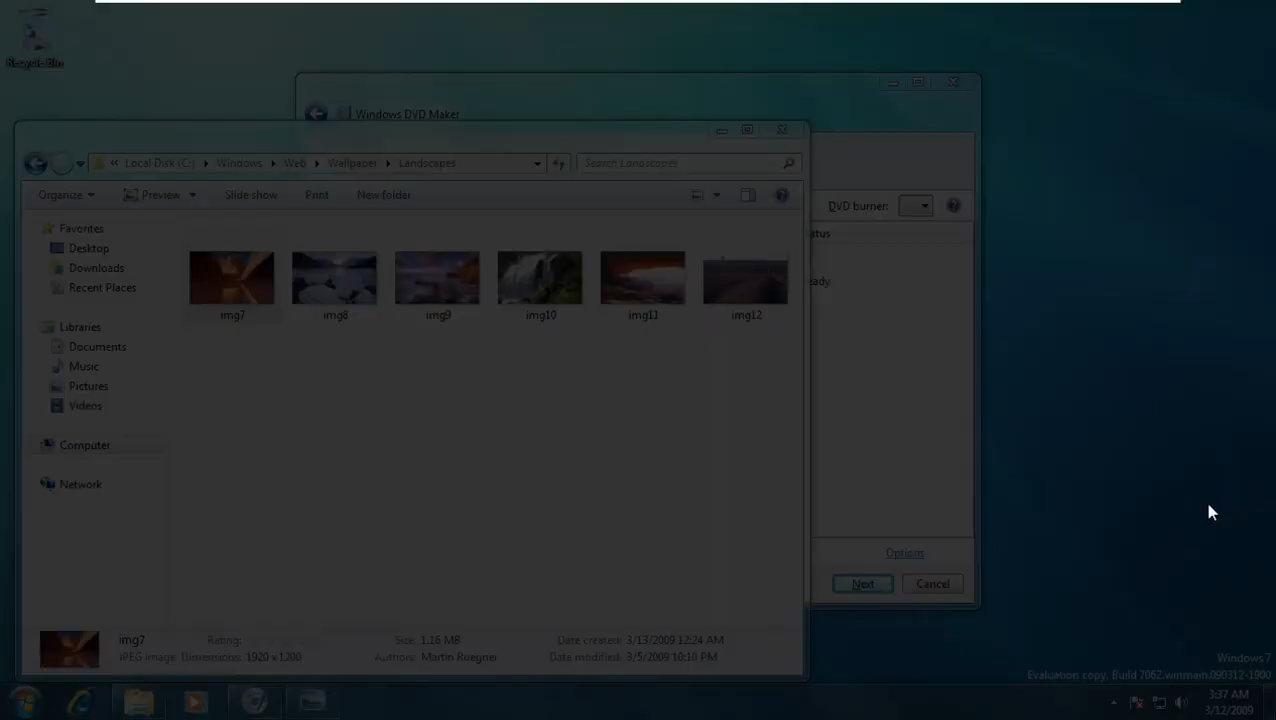 Recycle Bin
Windows DVD Maker
Local Disk (C:) Windows Web Wallpaper Landscapes
Search Landscapes
Organize Preview Slide show Print New folder
DVD burner:
atus
Favorites
Desktop
Downloads
Recent Places
Libraries
Documents
Music
Pictures
Videos
Computer
Network
img7 img8 img9 img10 img11 img12
ady
Options
Next Cancel
img7 Rating: Size: 1.16 MB Date created: 3/13/2009 12:24 AM
JPEG image Dimensions: 1920 x 1200 Authors: Martin Ruegner Date modified: 3/5/2009 10:10 PM
Windows 7
Evaluation copy. Build 7062.winmain.090312-1900
3:37 AM
3/12/2009